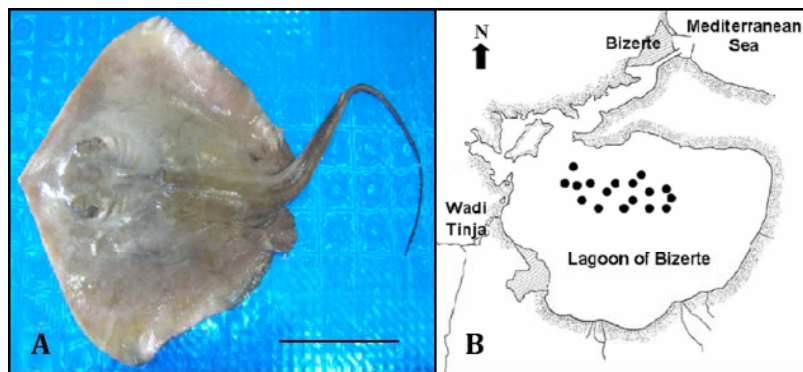 A
N
Bizerte
Mediterranean
Sea
Wadi
Tinja
Lagoon of Bizerte
B